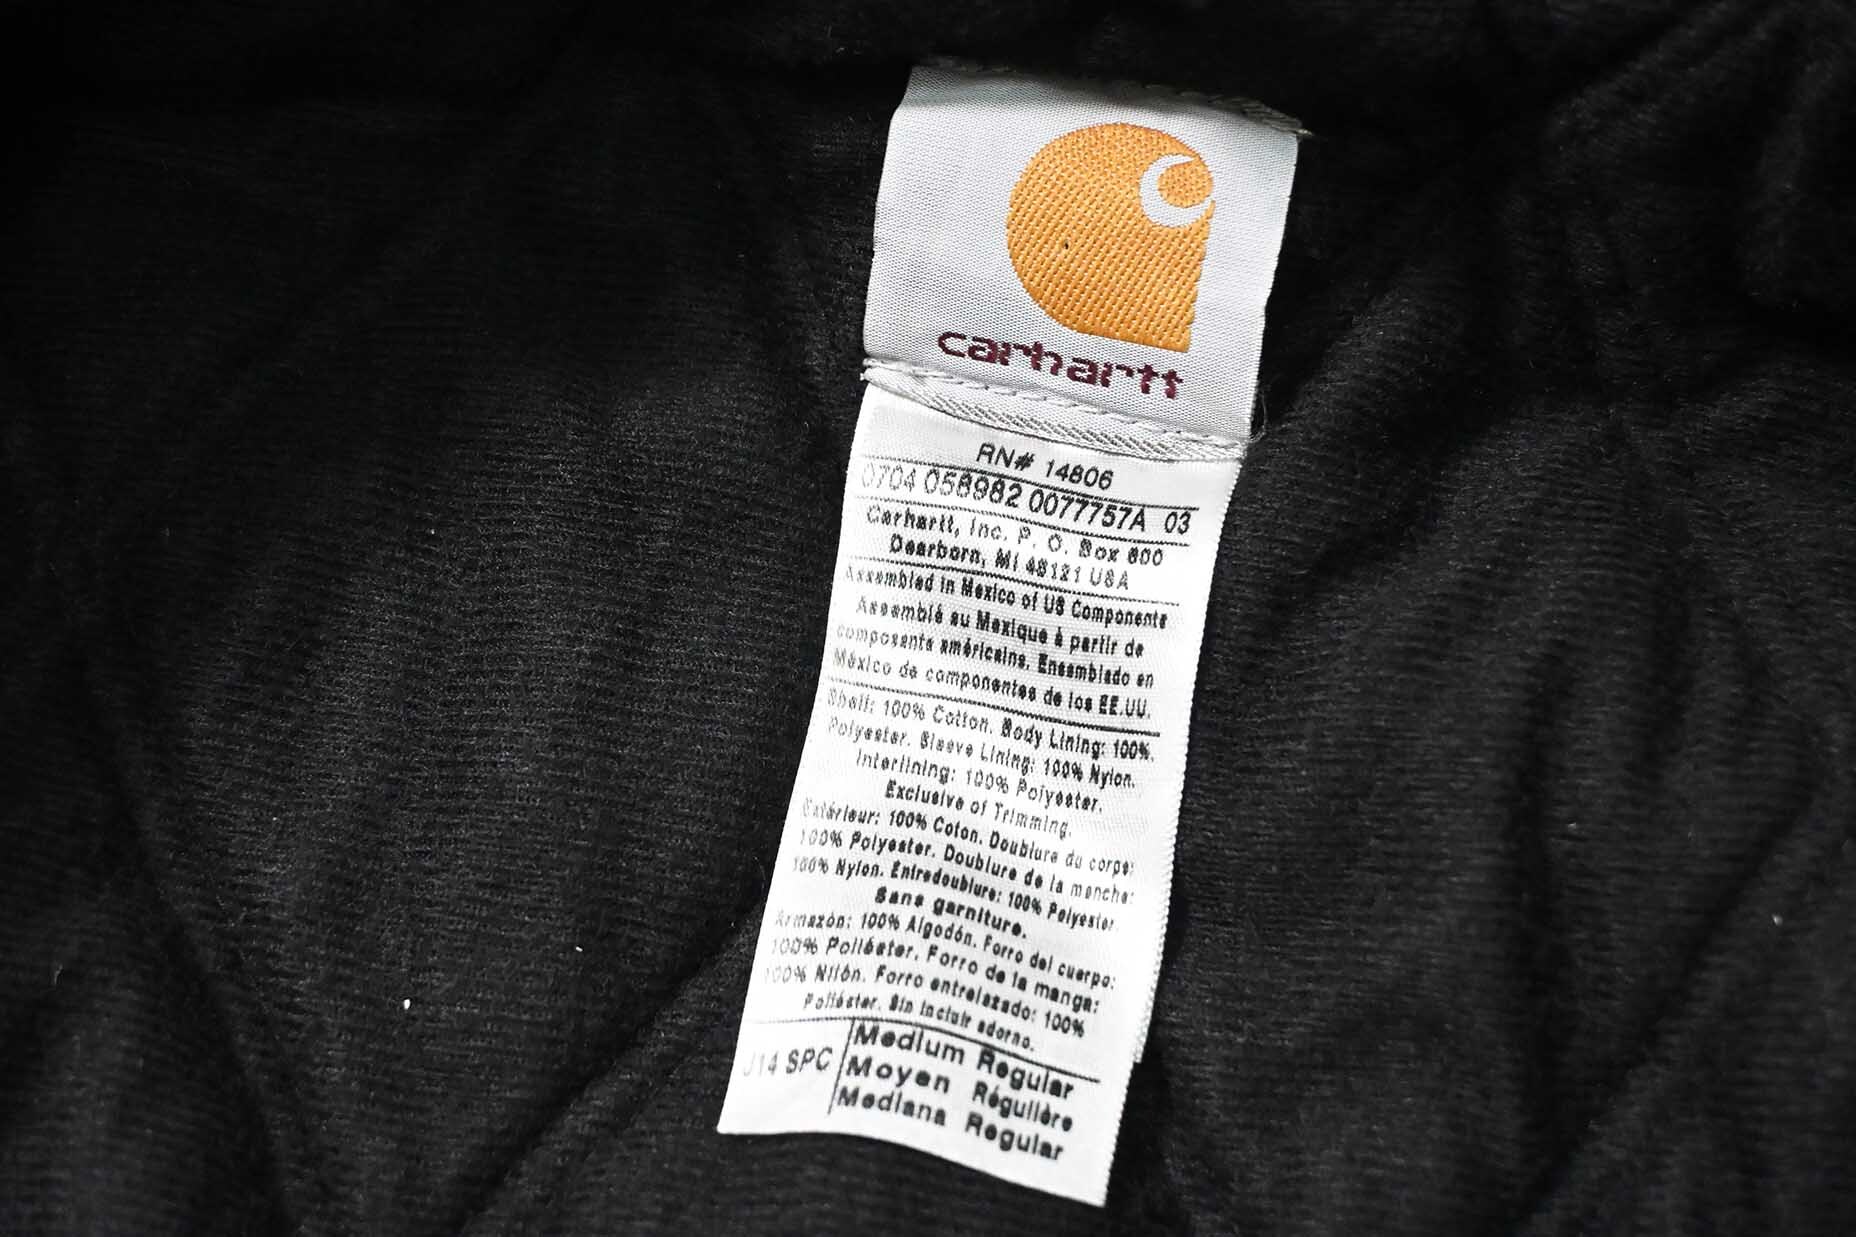 carhartt
RN# 14806
0704 058982 0077757A 03
Carhartt, Inc. P. O. Box 600
Dearborn, MI 48121 USA
Assembled in Mexico of US Components
Assemblé au Mexique à partir de
composants américains. Ensamblado en
México de componentes de los EE.UU.
Shell: 100% Cotton. Body Lining: 100%
Polyester. Sleeve Lining: 100% Nylon.
Interlining: 100% Polyester.
Exclusive of Trimming.
Extérieur: 100% Coton. Doublure du corps:
100% Polyester. Doublure de la manche:
100% Nylon. Entredoublure: 100% Polyester.
Sans garniture.
Armazón: 100% Algodón. Forro del cuerpo:
100% Poliéster. Forro de la manga:
100% Nilón. Forro entrelazado: 100%
Poliéster. Sin incluir adorno.
J14 SPC Medium Regular
Moyen Régulière
Mediana Regular